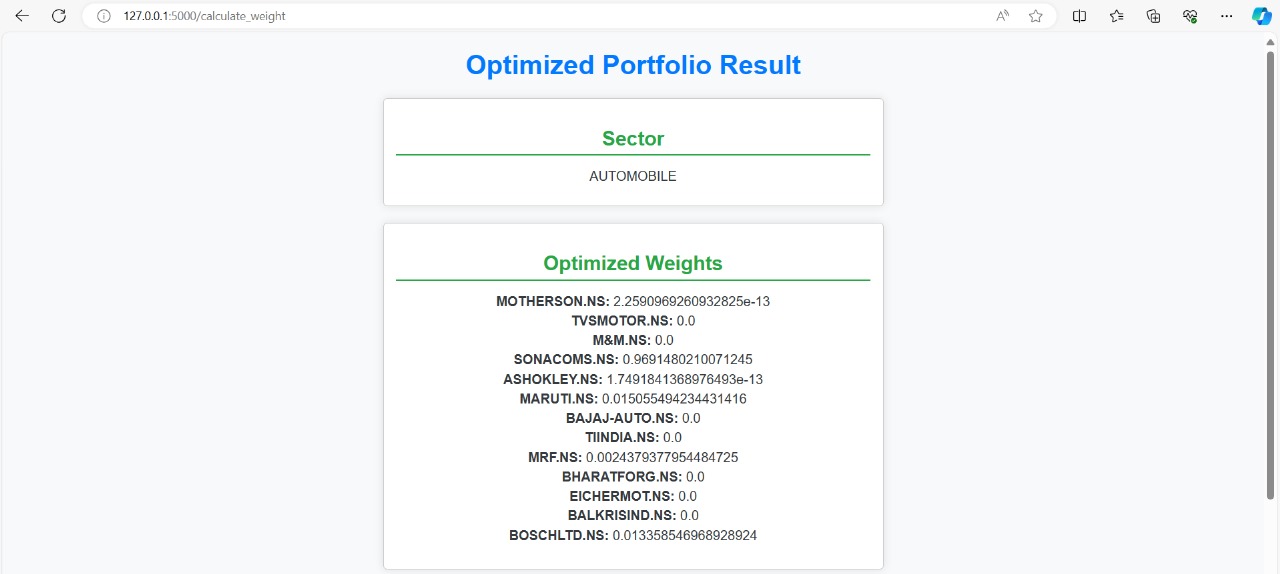 127.0.0.1:5000/calculate_weight
Optimized Portfolio Result
Sector
AUTOMOBILE
Optimized Weights
MOTHERSON.NS: 2.2590969260932825e-13
TVSMOTOR.NS: 0.0
M&M.NS: 0.0
SONACOMS.NS: 0.9691480210071245
ASHOKLEY.NS: 1.7491841368976493e-13
MARUTI.NS: 0.015055494234431416
BAJAJ-AUTO.NS: 0.0
TIINDIA.NS: 0.0
MRF.NS: 0.0024379377954484725
BHARATFORG.NS: 0.0
EICHERMOT.NS: 0.0
BALKRISIND.NS: 0.0
BOSCHLTD.NS: 0.013358546968928924